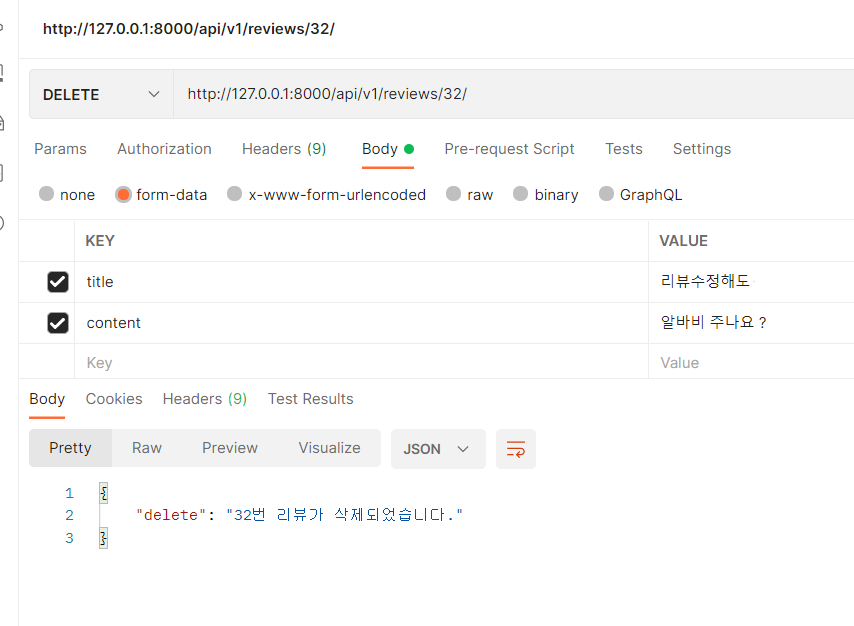 http://127.0.0.1:8000/api/v1/reviews/32/
DELETE http://127.0.0.1:8000/api/v1/reviews/32/
Params Authorization Headers (9) Body Pre-request Script Tests Settings
none form-data x-www-form-urlencoded raw binary GraphQL
KEY VALUE
title 리뷰수정해도
content 알바비 주나요 ?
Key Value
Body Cookies Headers (9) Test Results
Pretty Raw Preview Visualize JSON
1 {
2 "delete": "32번 리뷰가 삭제되었습니다."
3 }